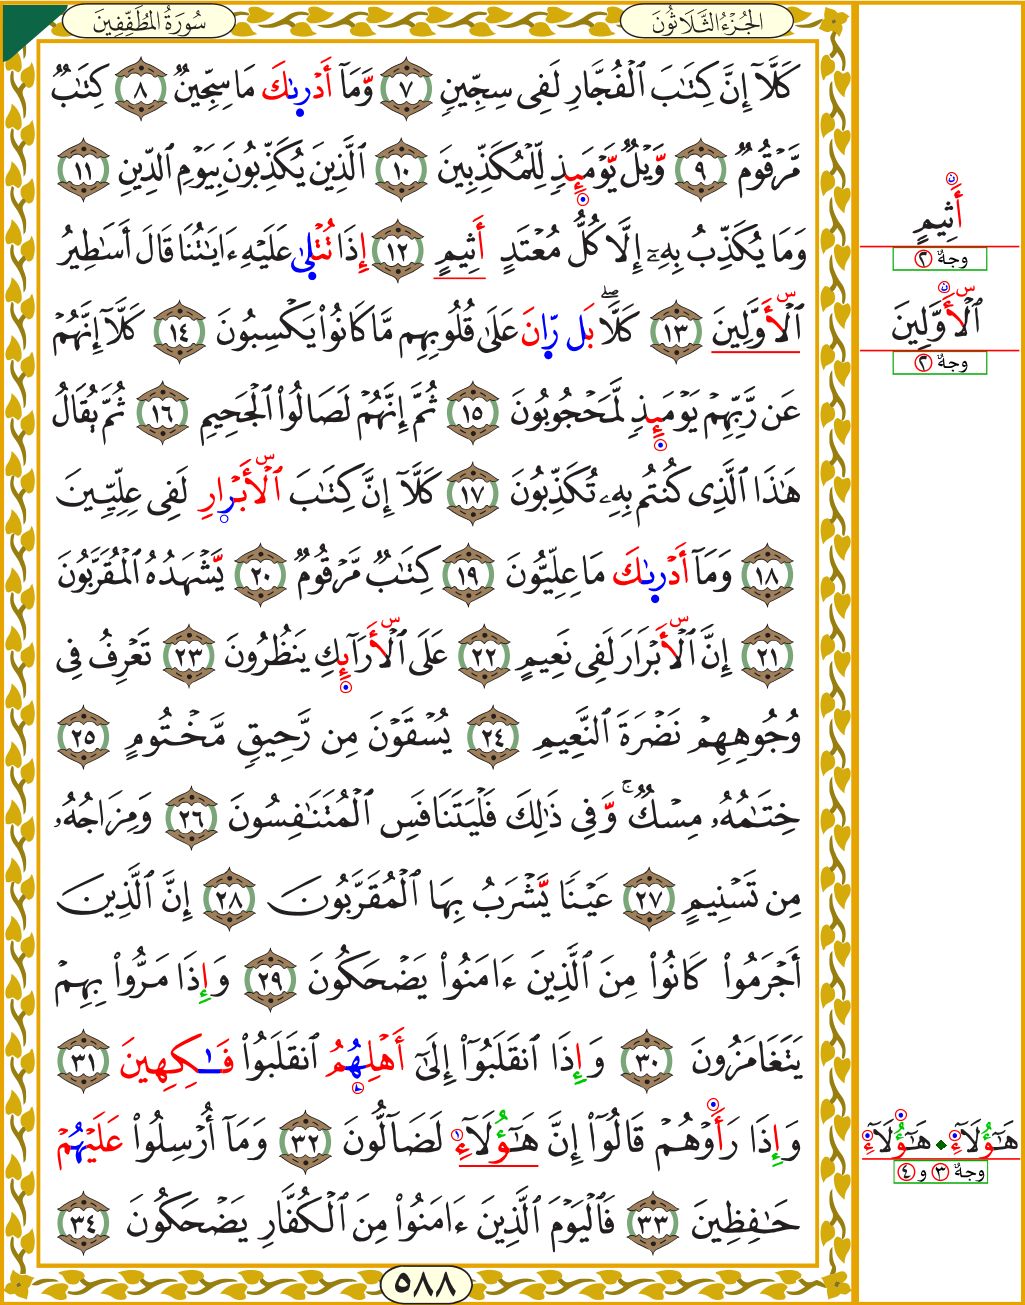 سُورَةُ المُطَفِّفِينَ
الجُزءُ الثَّلَاثُونَ
كَلَّآ إِنَّ كِتَٰبَ ٱلْفُجَّارِ لَفِى سِجِّينٍ ٧ وَّمَآ أَدْرِىٰكَ مَا سِجِّينٌ ٨ كِتَٰبٌ
مَّرْقُومٌ ٩ وَّيْلٌ يَّوْمَئِذٍ لِّلْمُكَذِّبِينَ ١٠ ٱلَّذِينَ يُكَذِّبُونَ بِيَوْمِ ٱلدِّينِ ١١
وَمَا يُكَذِّبُ بِهِۦٓ إِلَّا كُلُّ مُعْتَدٍ أَثِيمٍ ١٢ إِذَا تُتْلَىٰ عَلَيْهِ ءَايَٰتُنَا قَالَ أَسَٰطِيرُ
ٱلْأَوَّلِينَ ١٣ كَلَّاۖ بَل رَّانَ عَلَىٰ قُلُوبِهِم مَّا كَانُوا۟ يَكْسِبُونَ ١٤ كَلَّآ إِنَّهُمْ
عَن رَّبِّهِمْ يَوْمَئِذٍ لَّمَحْجُوبُونَ ١٥ ثُمَّ إِنَّهُمْ لَصَالُوا۟ ٱلْجَحِيمِ ١٦ ثُمَّ يُقَالُ
هَٰذَا ٱلَّذِى كُنتُم بِهِۦ تُكَذِّبُونَ ١٧ كَلَّآ إِنَّ كِتَٰبَ ٱلْأَبْرَارِ لَفِى عِلِّيِّينَ
١٨ وَمَآ أَدْرِىٰكَ مَا عِلِّيُّونَ ١٩ كِتَٰبٌ مَّرْقُومٌ ٢٠ يَّشْهَدُهُ ٱلْمُقَرَّبُونَ
٢١ إِنَّ ٱلْأَبْرَارَ لَفِى نَعِيمٍ ٢٢ عَلَى ٱلْأَرَآئِكِ يَنظُرُونَ ٢٣ تَعْرِفُ فِى
وُجُوهِهِمْ نَضْرَةَ ٱلنَّعِيمِ ٢٤ يُسْقَوْنَ مِن رَّحِيقٍ مَّخْتُومٍ ٢٥
خِتَٰمُهُۥ مِسْكٌۚ وَّفِى ذَٰلِكَ فَلْيَتَنَافَسِ ٱلْمُتَنَٰفِسُونَ ٢٦ وَمِزَاجُهُۥ
مِن تَسْنِيمٍ ٢٧ عَيْنًا يَّشْرَبُ بِهَا ٱلْمُقَرَّبُونَ ٢٨ إِنَّ ٱلَّذِينَ
أَجْرَمُوا۟ كَانُوا۟ مِنَ ٱلَّذِينَ ءَامَنُوا۟ يَضْحَكُونَ ٢٩ وَإِذَا مَرُّوا۟ بِهِمْ
يَتَغَامَزُونَ ٣٠ وَإِذَا ٱنقَلَبُوٓا۟ إِلَىٰٓ أَهْلِهُمُ ٱنقَلَبُوا۟ فَٰكِهِينَ ٣١
وَإِذَا رَأَوْهُمْ قَالُوٓا۟ إِنَّ هَٰٓؤُلَآءِ لَضَآلُّونَ ٣٢ وَمَآ أُرْسِلُوا۟ عَلَيْهُمْ
حَٰفِظِينَ ٣٣ فَٱلْيَوْمَ ٱلَّذِينَ ءَامَنُوا۟ مِنَ ٱلْكُفَّارِ يَضْحَكُونَ ٣٤
٥٨٨
أَثِيمٍ
وجهٌ ٢
ٱلْأَوَّلِينَ
وجهٌ ٢
هَٰٓؤُلَآءِ • هَٰٓؤُلَآءِ
وجهٌ ٣ و ٤